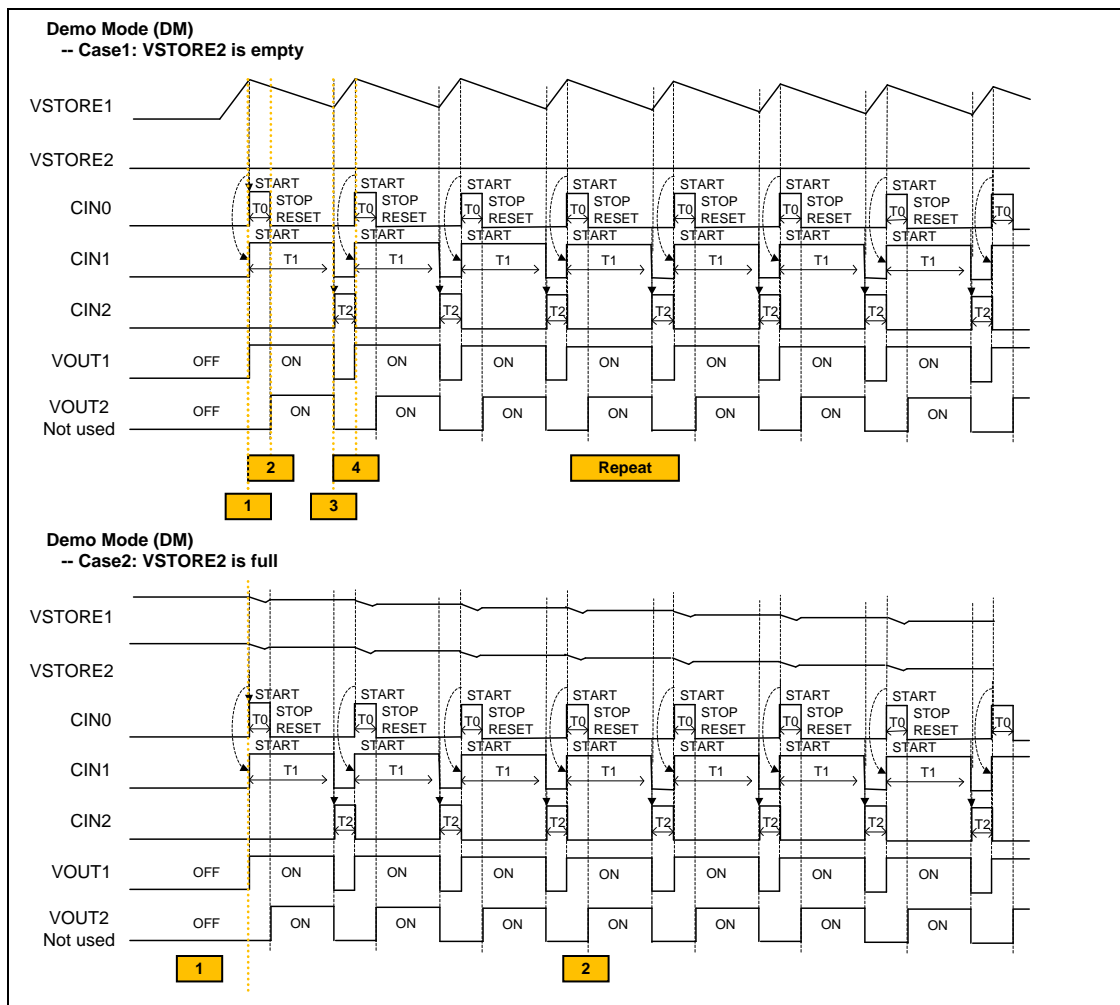 Demo Mode (DM)
-- Case1: VSTORE2 is empty
VSTORE1
VSTORE2
START START START START START START START
CIN0 T0 STOP T0 STOP T0 STOP T0 STOP T0 STOP T0 STOP T0 STOP T0
RESET RESET RESET RESET RESET RESET RESET
START START START START START START START
CIN1 T1 T1 T1 T1 T1 T1 T1
CIN2 T2 T2 T2 T2 T2 T2 T2
VOUT1 OFF ON ON ON ON ON ON ON
VOUT2 OFF ON ON ON ON ON ON ON
Not used
2 4 Repeat
1 3
Demo Mode (DM)
-- Case2: VSTORE2 is full
VSTORE1
VSTORE2
START START START START START START START
CIN0 T0 STOP T0 STOP T0 STOP T0 STOP T0 STOP T0 STOP T0 STOP T0
RESET RESET RESET RESET RESET RESET RESET
START START START START START START START
CIN1 T1 T1 T1 T1 T1 T1 T1
CIN2 T2 T2 T2 T2 T2 T2 T2
VOUT1 OFF ON ON ON ON ON ON ON
VOUT2 OFF ON ON ON ON ON ON ON
Not used
1 2